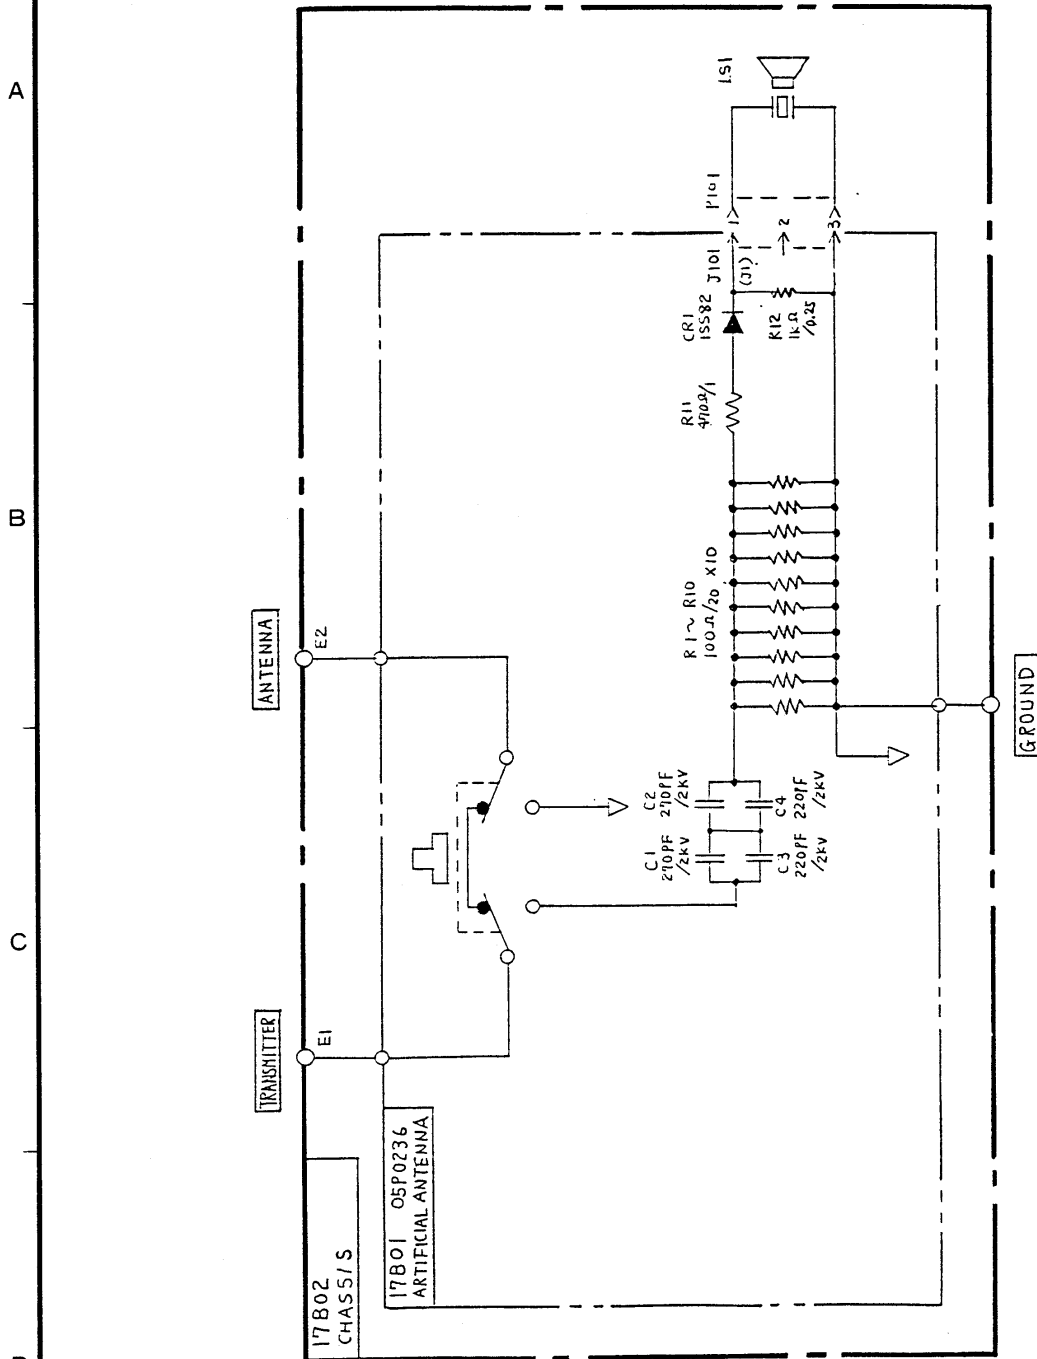 A
B
C
LS1
P101
1
2
3
J101
(J1)
CR1
1SS82
R12
1kΩ
/0.25
R11
470Ω/1
R1~R10
100Ω/20 X10
ANTENNA
E2
GROUND
C2
270PF
/2KV
C4
220PF
/2KV
C1
270PF
/2KV
C3
220PF
/2KV
TRANSMITTER
E1
17B01 05P0236
ARTIFICIAL ANTENNA
17B02
CHASSIS